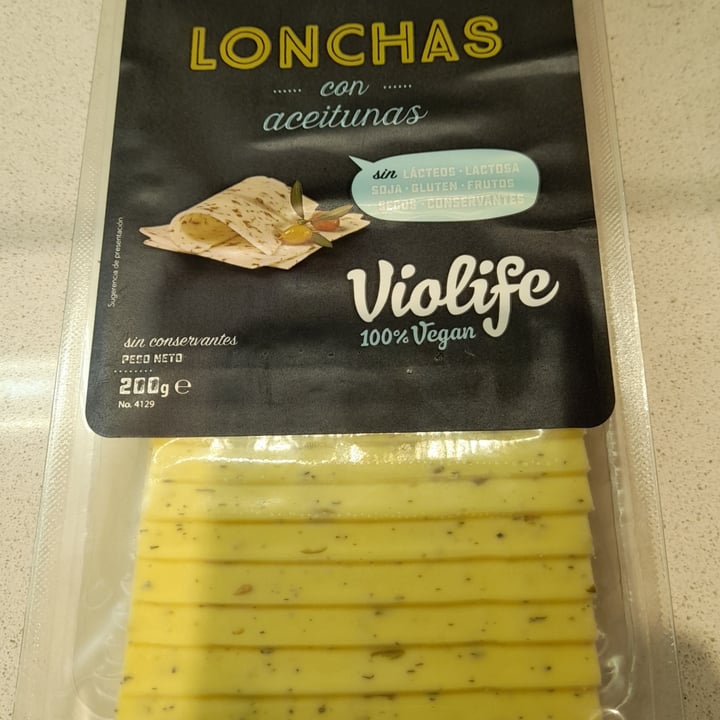 LONCHAS
con
aceitunas
sin LÁCTEOS · LACTOSA
SOJA · GLUTEN · FRUTOS
SECOS · CONSERVANTES
Sugerencia de presentación
Violife
100% Vegan
sin conservantes
PESO NETO
200g e
No. 4129